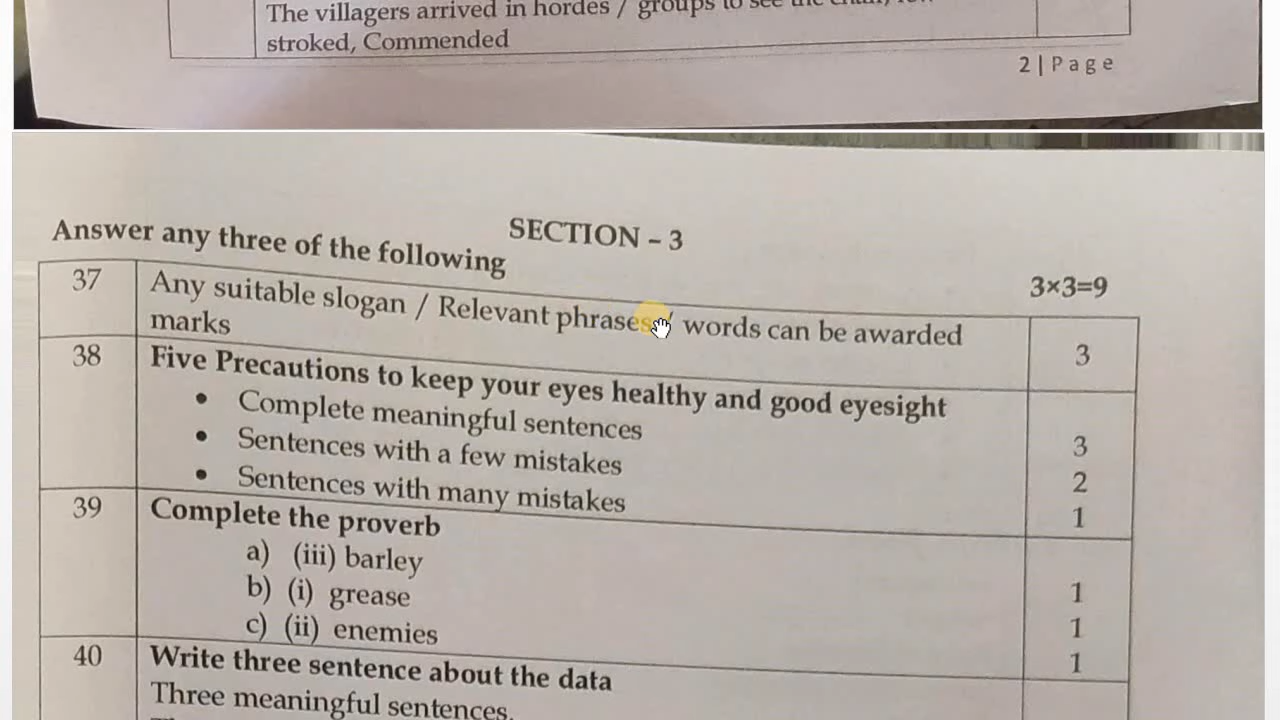 The villagers arrived in hordes / groups to see the
stroked, Commended
2 | P a g e
SECTION – 3
Answer any three of the following
3×3=9
37 Any suitable slogan / Relevant phrases / words can be awarded
marks 3
38 Five Precautions to keep your eyes healthy and good eyesight
• Complete meaningful sentences 3
• Sentences with a few mistakes 2
• Sentences with many mistakes 1
39 Complete the proverb
a) (iii) barley 1
b) (i) grease 1
c) (ii) enemies 1
40 Write three sentence about the data
Three meaningful sentences.